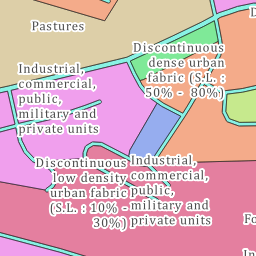 Pastures
Discontinuous
dense urban
fabric (S.L. :
50% - 80%)
Industrial,
commercial,
public,
military and
private units
Discontinuous
low density
urban fabric
(S.L. : 10% -
30%)
Industrial,
commercial,
public,
military and
private units